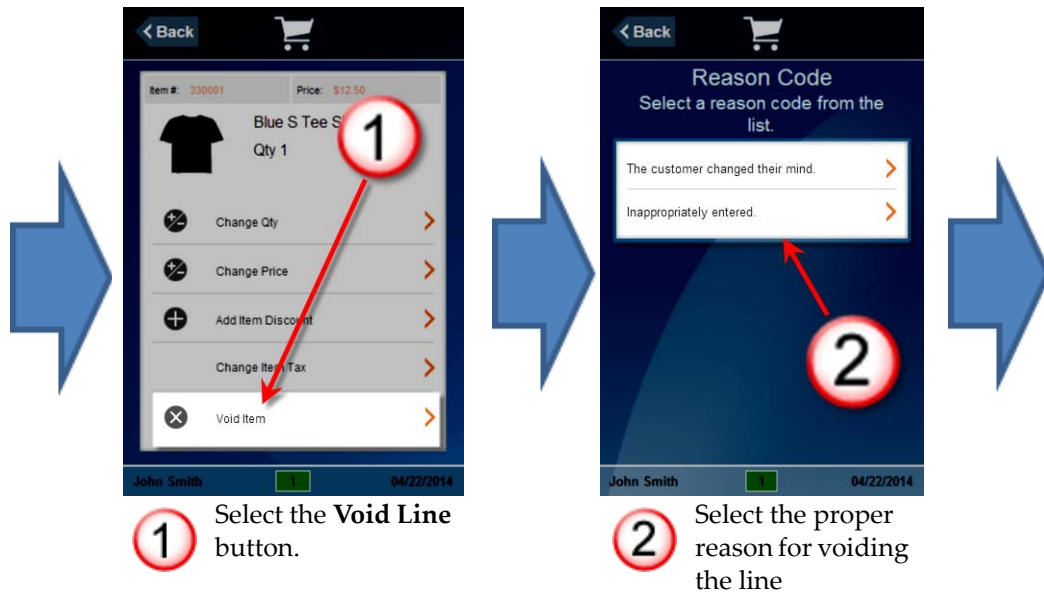 Back
Item #: 330001 Price: $12.50
Blue S Tee S
Qty 1
1
Change Qty
Change Price
Add Item Discount
Change Item Tax
Void Item
John Smith 1 04/22/2014
1 Select the Void Line
button.
Back
Reason Code
Select a reason code from the
list.
The customer changed their mind.
Inappropriately entered.
2
John Smith 1 04/22/2014
2 Select the proper
reason for voiding
the line